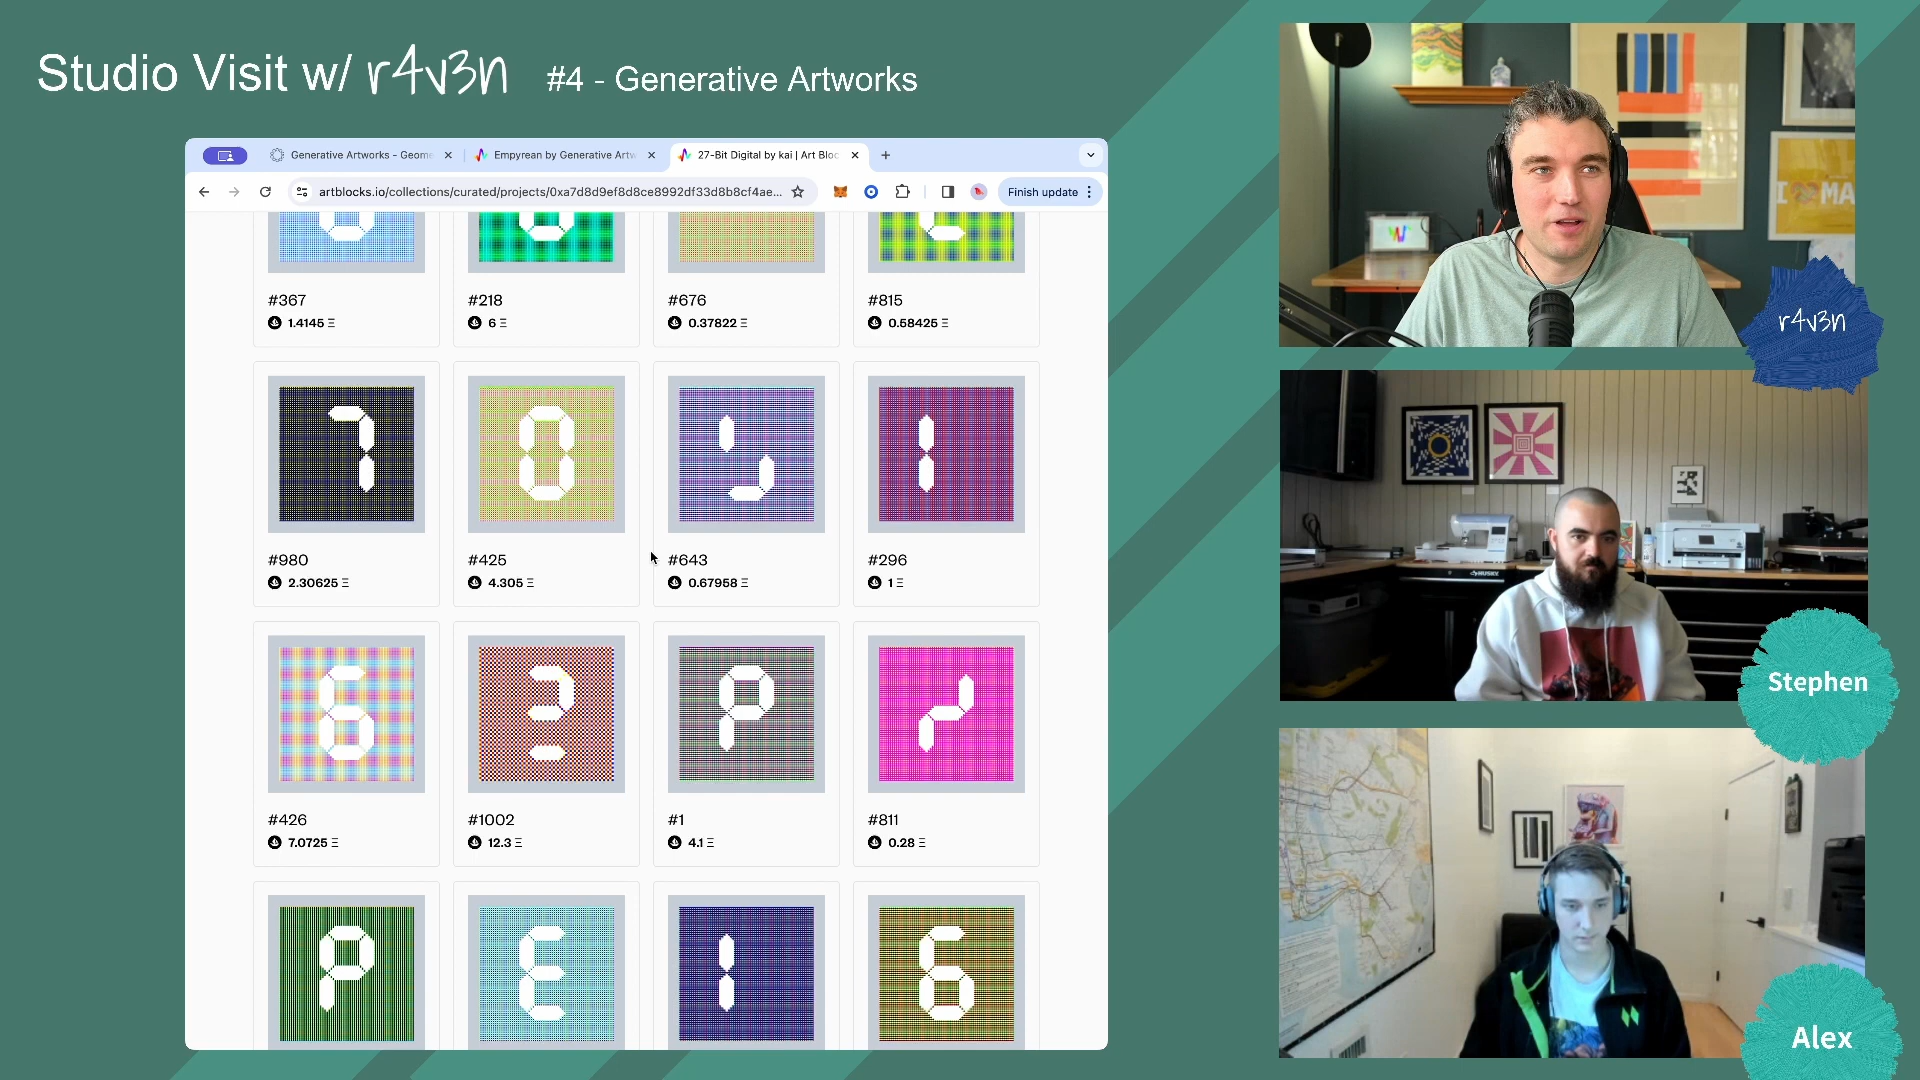 Studio Visit w/ r4v3n #4 - Generative Artworks
Generative Artworks - Geome
Empyrean by Generative Artw
27-Bit Digital by kai | Art Bloc
artblocks.io/collections/curated/projects/0xa7d8d9ef8d8ce8992df33d8b8cf4ae...
Finish update
#367
1.4145 Ξ
#218
6 Ξ
#676
0.37822 Ξ
#815
0.58425 Ξ
#980
2.30625 Ξ
#425
4.305 Ξ
#643
0.67958 Ξ
#296
1 Ξ
#426
7.0725 Ξ
#1002
12.3 Ξ
#1
4.1 Ξ
#811
0.28 Ξ
I MA
r4v3n
HUSKY
Stephen
Alex